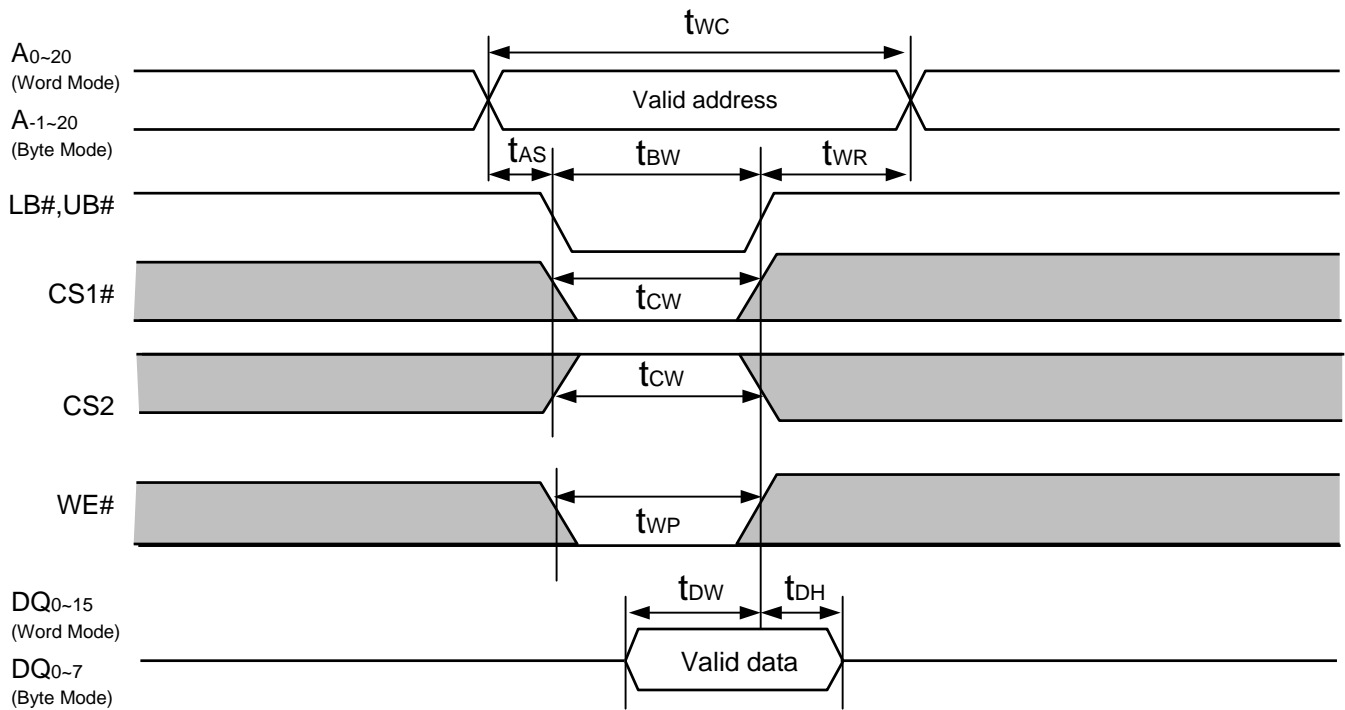 tWC
A0~20
(Word Mode)
Valid address
A-1~20
(Byte Mode)
tAS tBW tWR
LB#,UB#
CS1#
tCW
tCW
CS2
WE#
tWP
DQ0~15
(Word Mode)
tDW tDH
DQ0~7
(Byte Mode)
Valid data